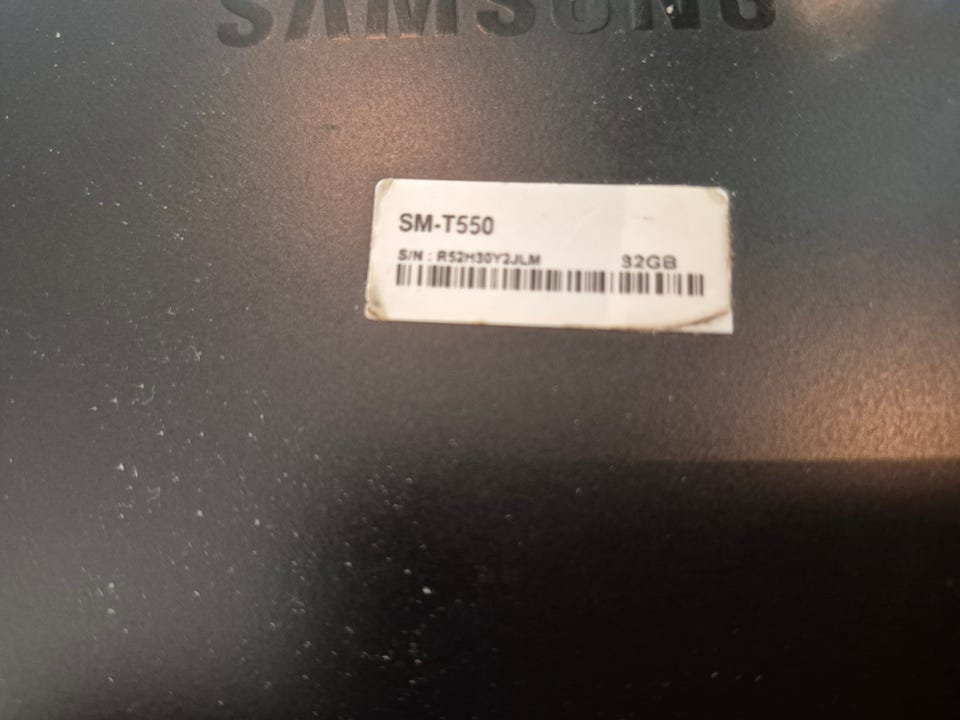 SAMSUNG
SM-T550
S/N : R52H30Y2JLM 32GB